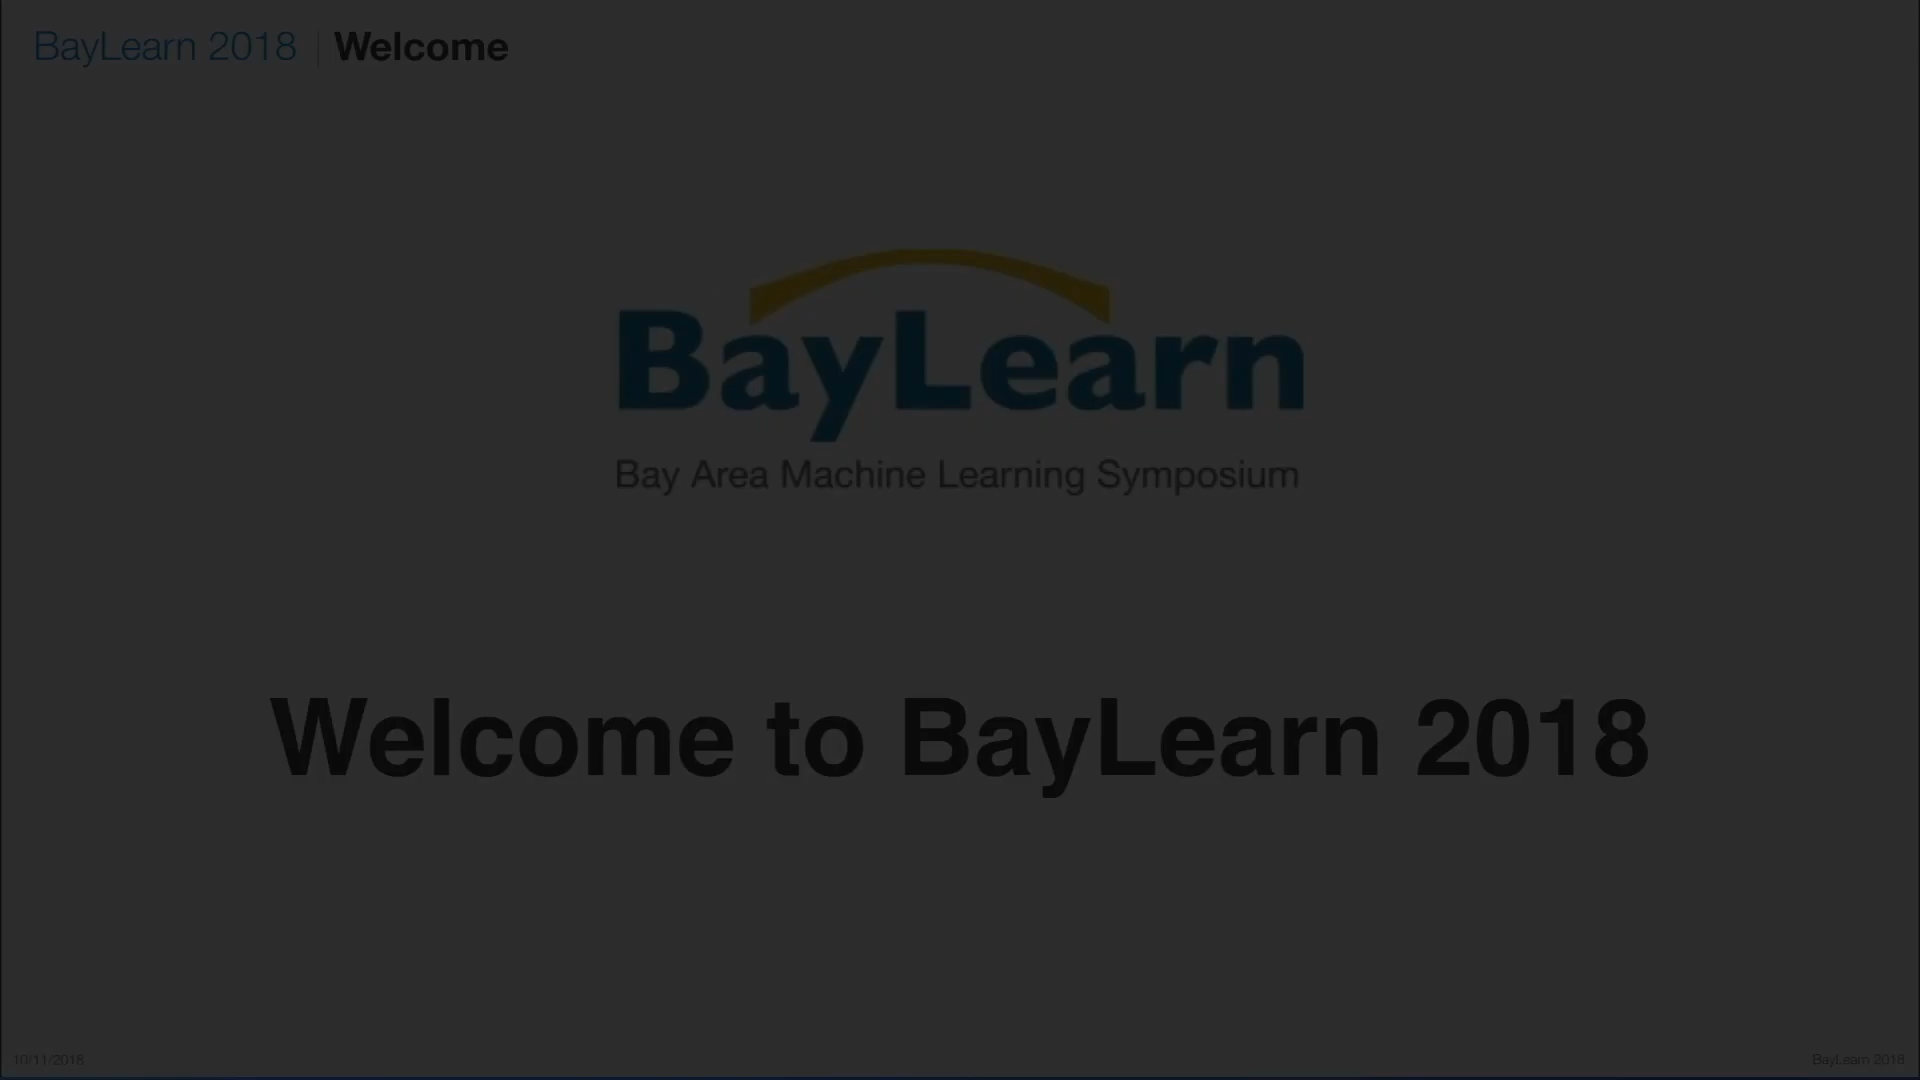 BayLearn 2018 | Welcome
BayLearn
Bay Area Machine Learning Symposium
Welcome to BayLearn 2018
10/11/2018
BayLearn 2018